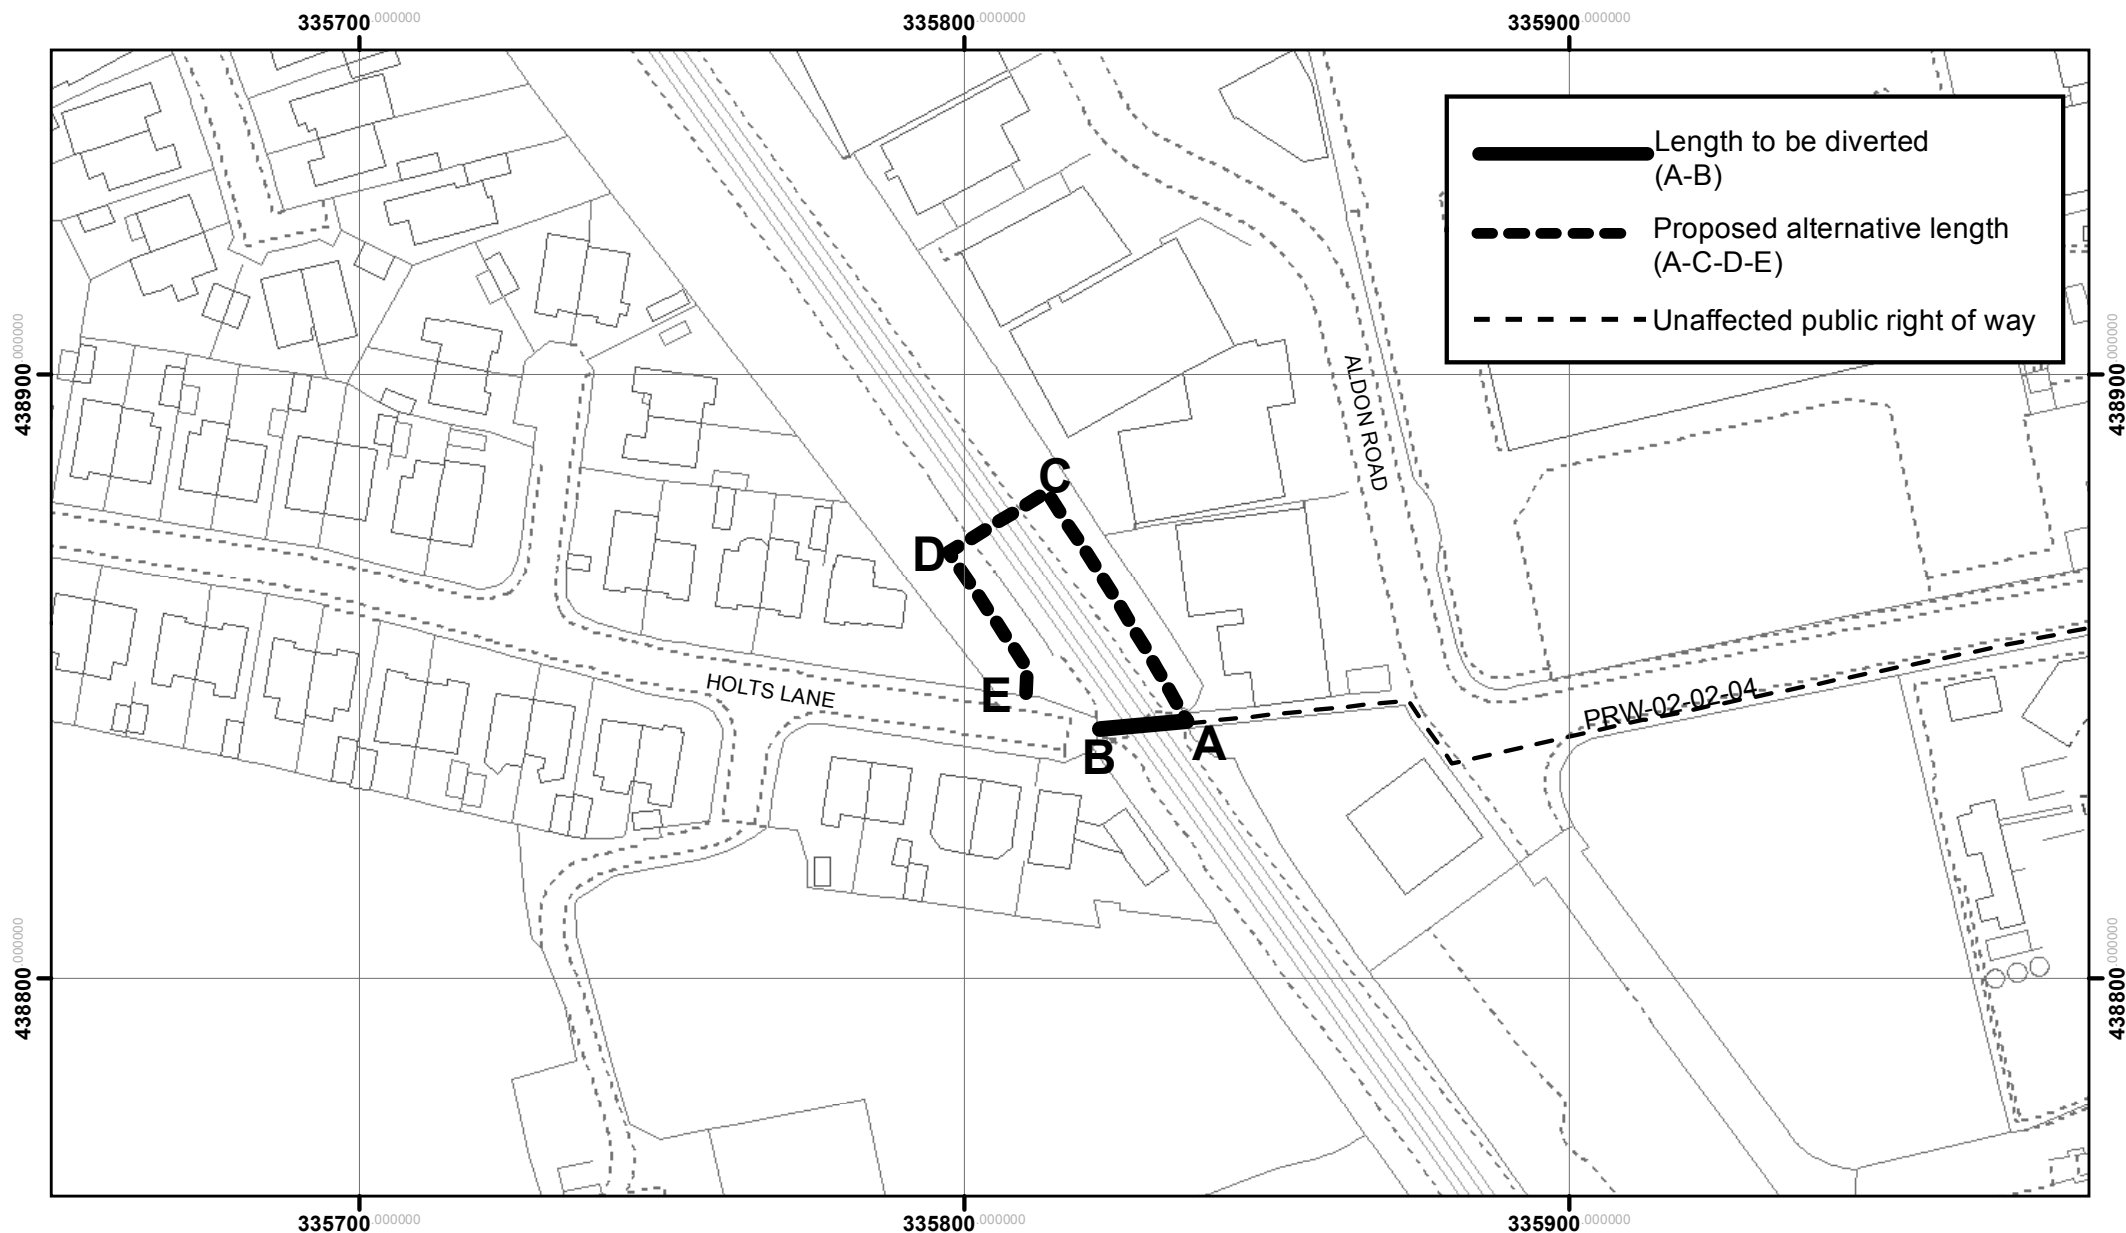 335700.000000
335800.000000
335900.000000
Length to be diverted
(A-B)
Proposed alternative length
(A-C-D-E)
Unaffected public right of way
438900.000000
438900.000000
ALDON ROAD
C
D
E
HOLTS LANE
B
A
PRW-02-02-04
438800.000000
438800.000000
335700.000000
335800.000000
335900.000000